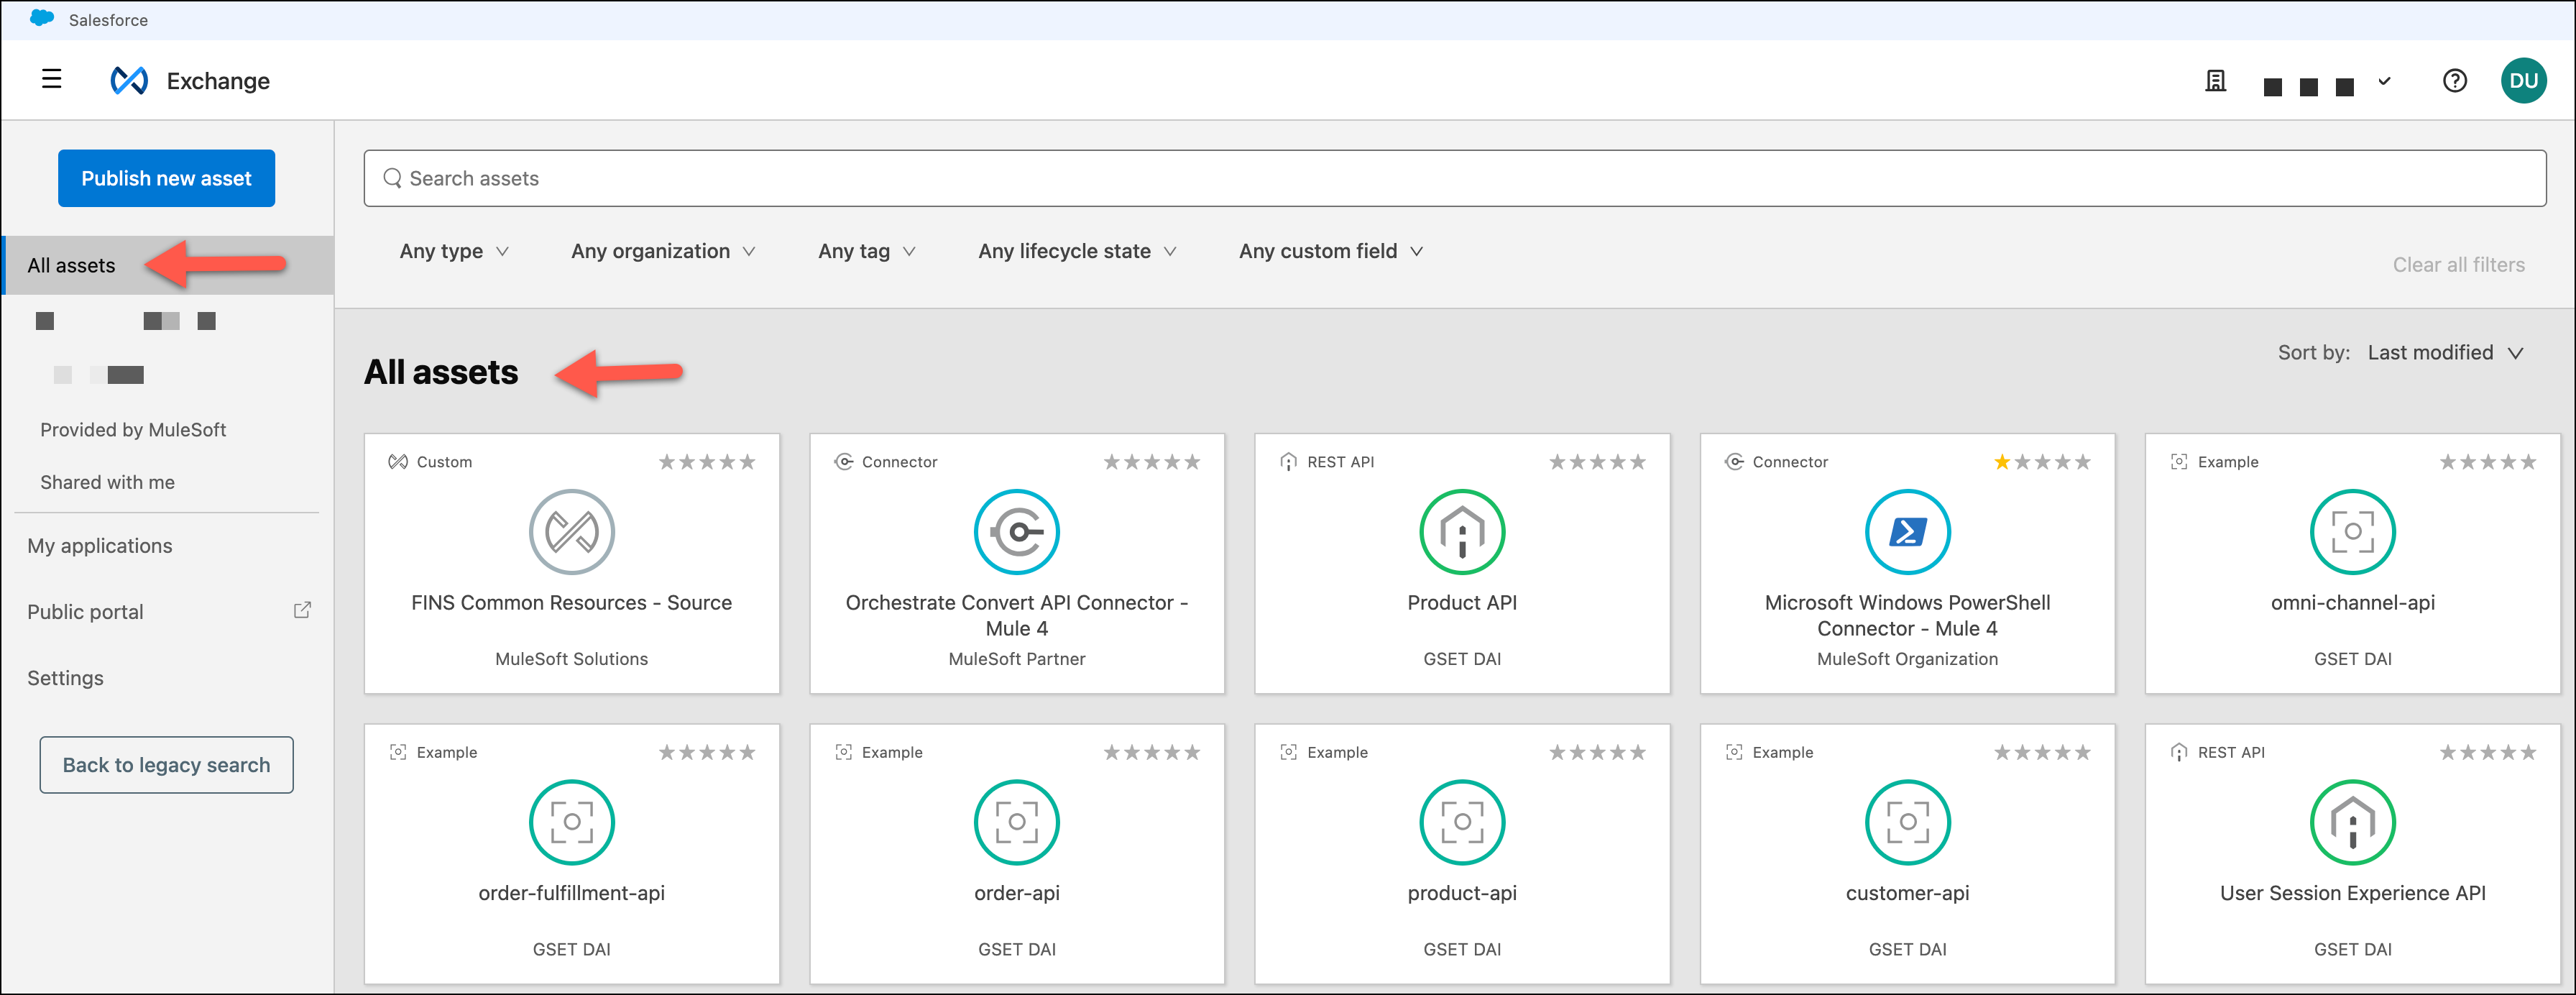 Salesforce
Exchange
DU
Publish new asset
Search assets
Any type
Any organization
Any tag
Any lifecycle state
Any custom field
Clear all filters
All assets
Provided by MuleSoft
Shared with me
My applications
Public portal
Settings
Back to legacy search
All assets
Sort by: Last modified
Custom
FINS Common Resources - Source
MuleSoft Solutions
Connector
Orchestrate Convert API Connector -
Mule 4
MuleSoft Partner
REST API
Product API
GSET DAI
Connector
Microsoft Windows PowerShell
Connector - Mule 4
MuleSoft Organization
Example
omni-channel-api
GSET DAI
Example
order-fulfillment-api
GSET DAI
Example
order-api
GSET DAI
Example
product-api
GSET DAI
Example
customer-api
GSET DAI
REST API
User Session Experience API
GSET DAI